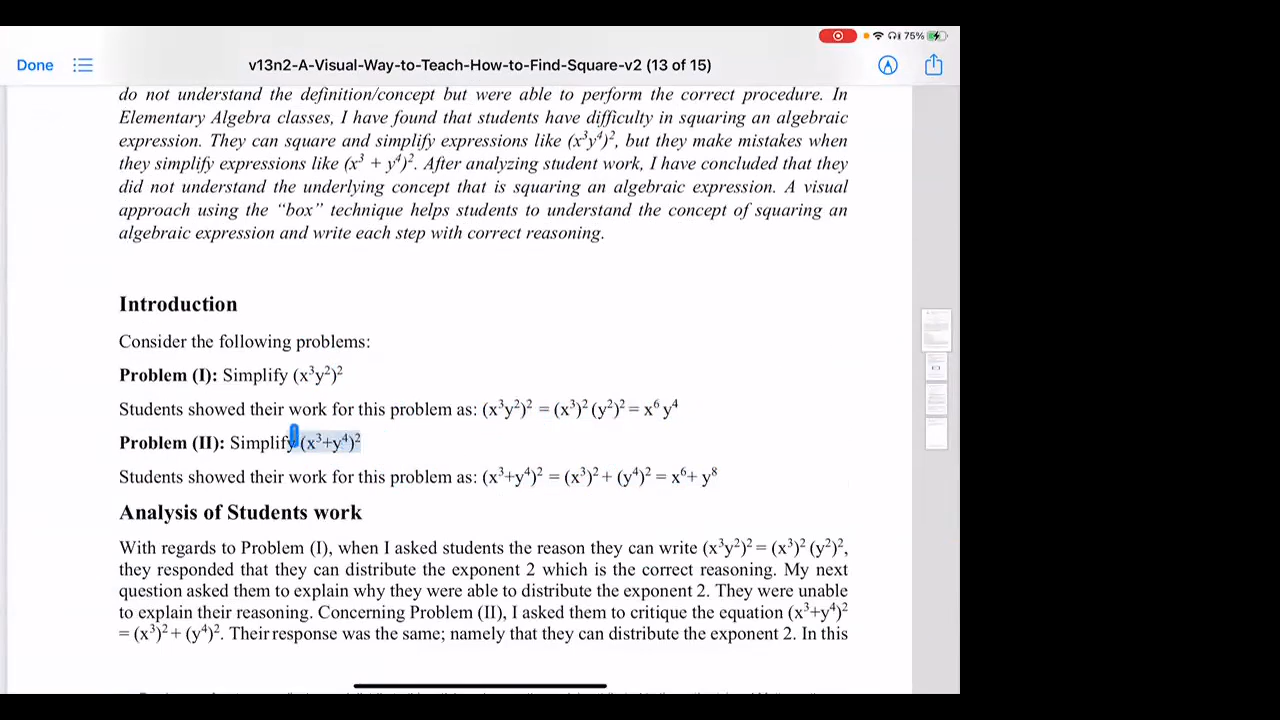 75%
Done
v13n2-A-Visual-Way-to-Teach-How-to-Find-Square-v2 (13 of 15)
do not understand the definition/concept but were able to perform the correct procedure. In
Elementary Algebra classes, I have found that students have difficulty in squaring an algebraic
expression. They can square and simplify expressions like (x³y⁴)², but they make mistakes when
they simplify expressions like (x³ + y⁴)². After analyzing student work, I have concluded that they
did not understand the underlying concept that is squaring an algebraic expression. A visual
approach using the “box” technique helps students to understand the concept of squaring an
algebraic expression and write each step with correct reasoning.
Introduction
Consider the following problems:
Problem (I): Simplify (x³y²)²
Students showed their work for this problem as: (x³y²)² = (x³)² (y²)² = x⁶ y⁴
Problem (II): Simplify (x³+y⁴)²
Students showed their work for this problem as: (x³+y⁴)² = (x³)² + (y⁴)² = x⁶+ y⁸
Analysis of Students work
With regards to Problem (I), when I asked students the reason they can write (x³y²)² = (x³)² (y²)²,
they responded that they can distribute the exponent 2 which is the correct reasoning. My next
question asked them to explain why they were able to distribute the exponent 2. They were unable
to explain their reasoning. Concerning Problem (II), I asked them to critique the equation (x³+y⁴)²
= (x³)² + (y⁴)². Their response was the same; namely that they can distribute the exponent 2. In this